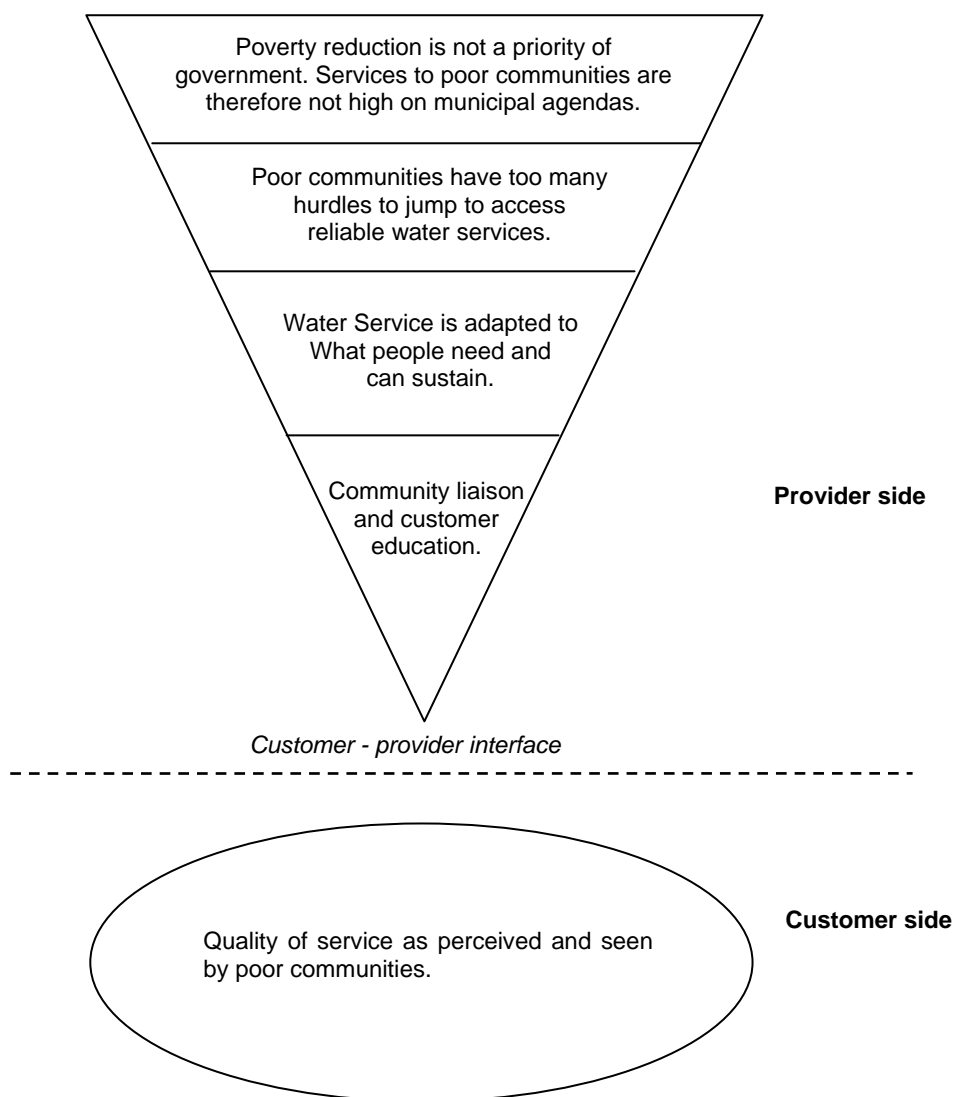 Poverty reduction is not a priority of
government. Services to poor communities are
therefore not high on municipal agendas.
Poor communities have too many
hurdles to jump to access
reliable water services.
Water Service is adapted to
What people need and
can sustain.
Community liaison
and customer
education.
Provider side
Customer - provider interface
Customer side
Quality of service as perceived and seen
by poor communities.